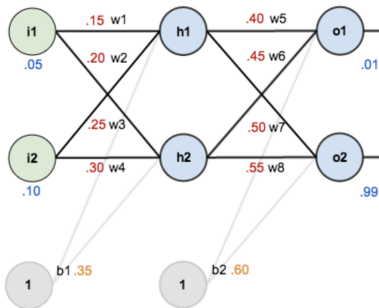 i1 .15 w1 h1 .40 w5 o1
.05 .20 w2 .45 w6 .01
.25 w3 .50 w7
i2 .30 w4 h2 .55 w8 o2
.10 .99
1 b1 .35 1 b2 .60